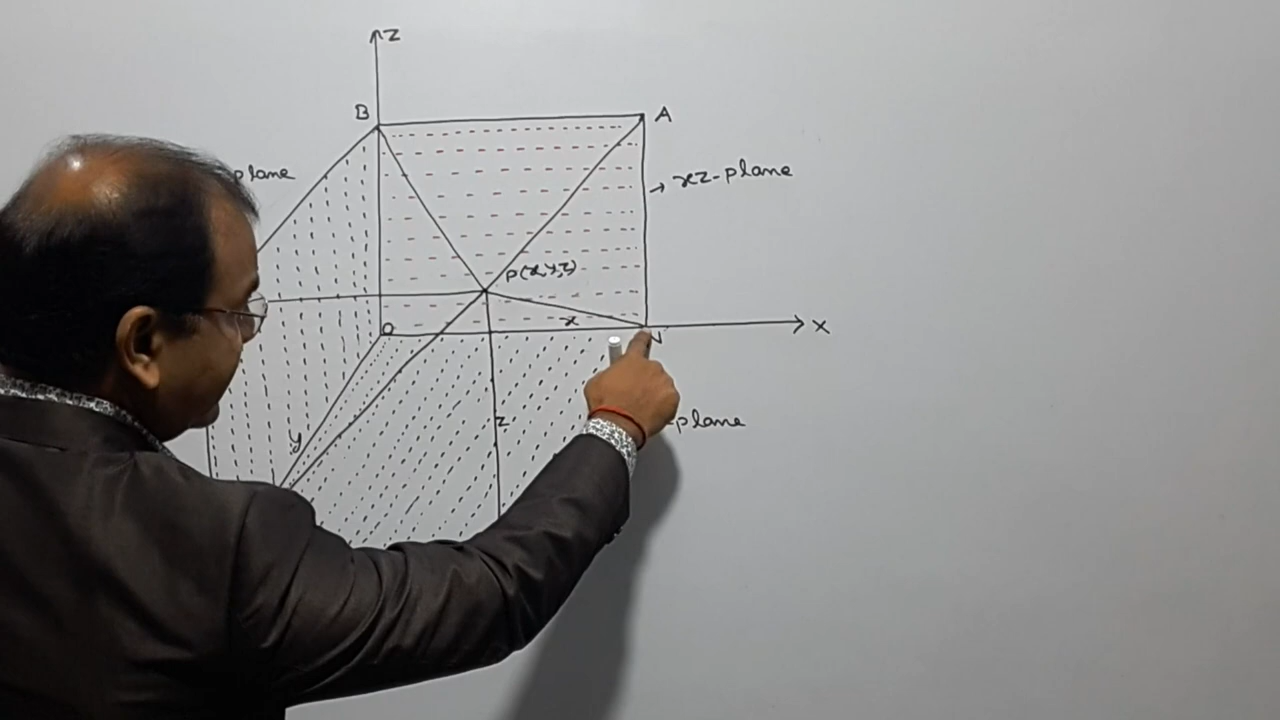 Z
B
A
plane
→ xz-plane
P(x,y,z)
O
x
X
N
y
z
-plane